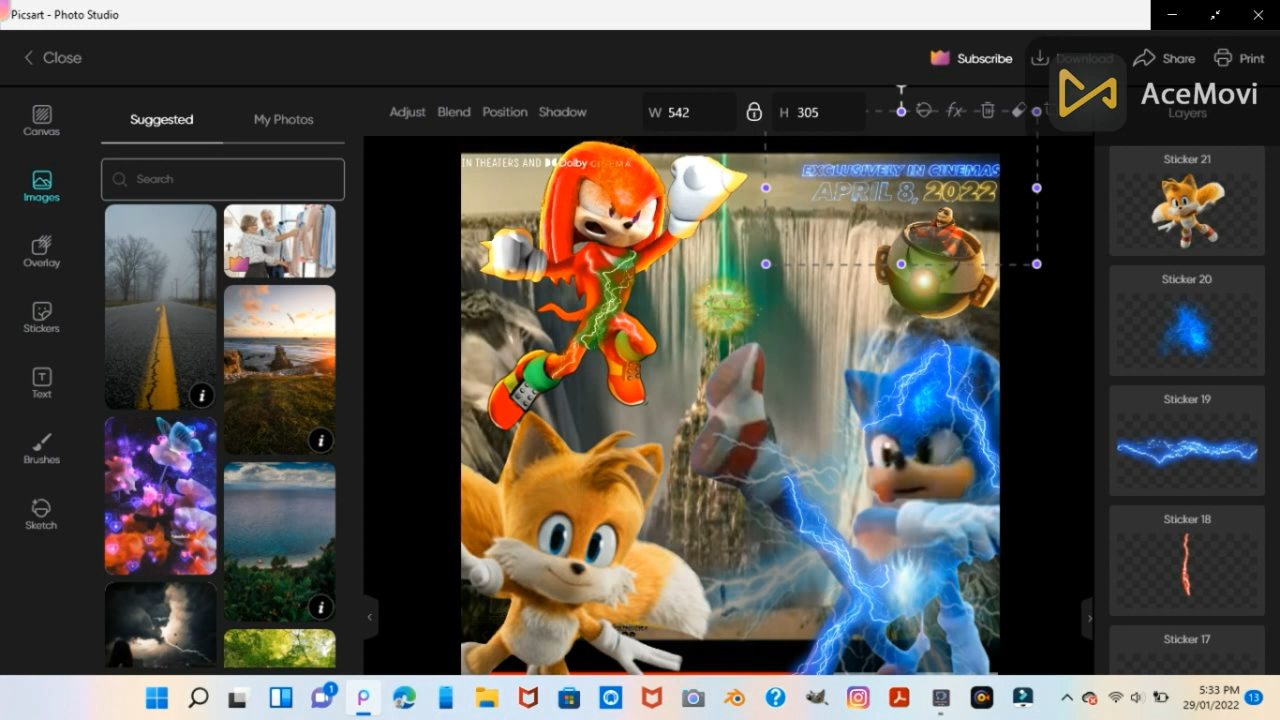 Picsart - Photo Studio
Close
Subscribe
Download
Share
Print
AceMovi
Canvas
Images
Overlay
Stickers
Text
Brushes
Sketch
Suggested
My Photos
Search
Adjust
Blend
Position
Shadow
W 542
H 305
Layers
IN THEATERS AND Dolby CINEMA
EXCLUSIVELY IN CINEMAS
APRIL 8, 2022
Sticker 21
Sticker 20
Sticker 19
Sticker 18
Sticker 17
1
5:33 PM
29/01/2022
13